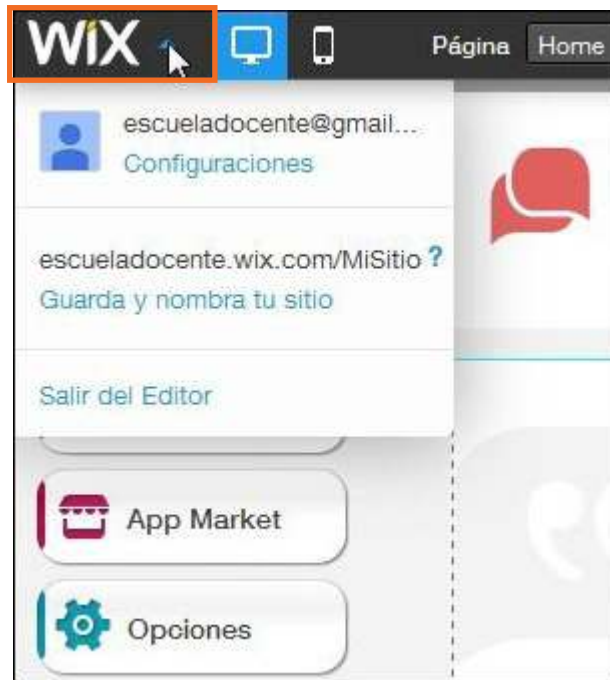 WiX
Página Home
escueladocente@gmail...
Configuraciones
escueladocente.wix.com/MiSitio ?
Guarda y nombra tu sitio
Salir del Editor
App Market
Opciones